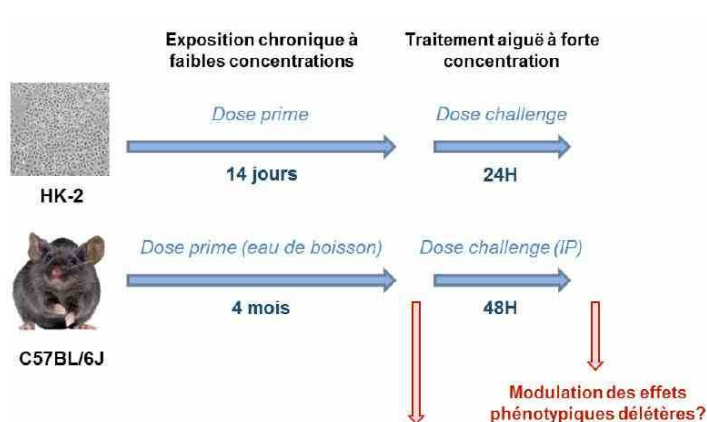 Exposition chronique à
faibles concentrations
Traitement aiguë à forte
concentration
Dose prime
Dose challenge
14 jours
24H
HK-2
Dose prime (eau de boisson)
Dose challenge (IP)
4 mois
48H
C57BL/6J
Modulation des effets
phénotypiques délétères?